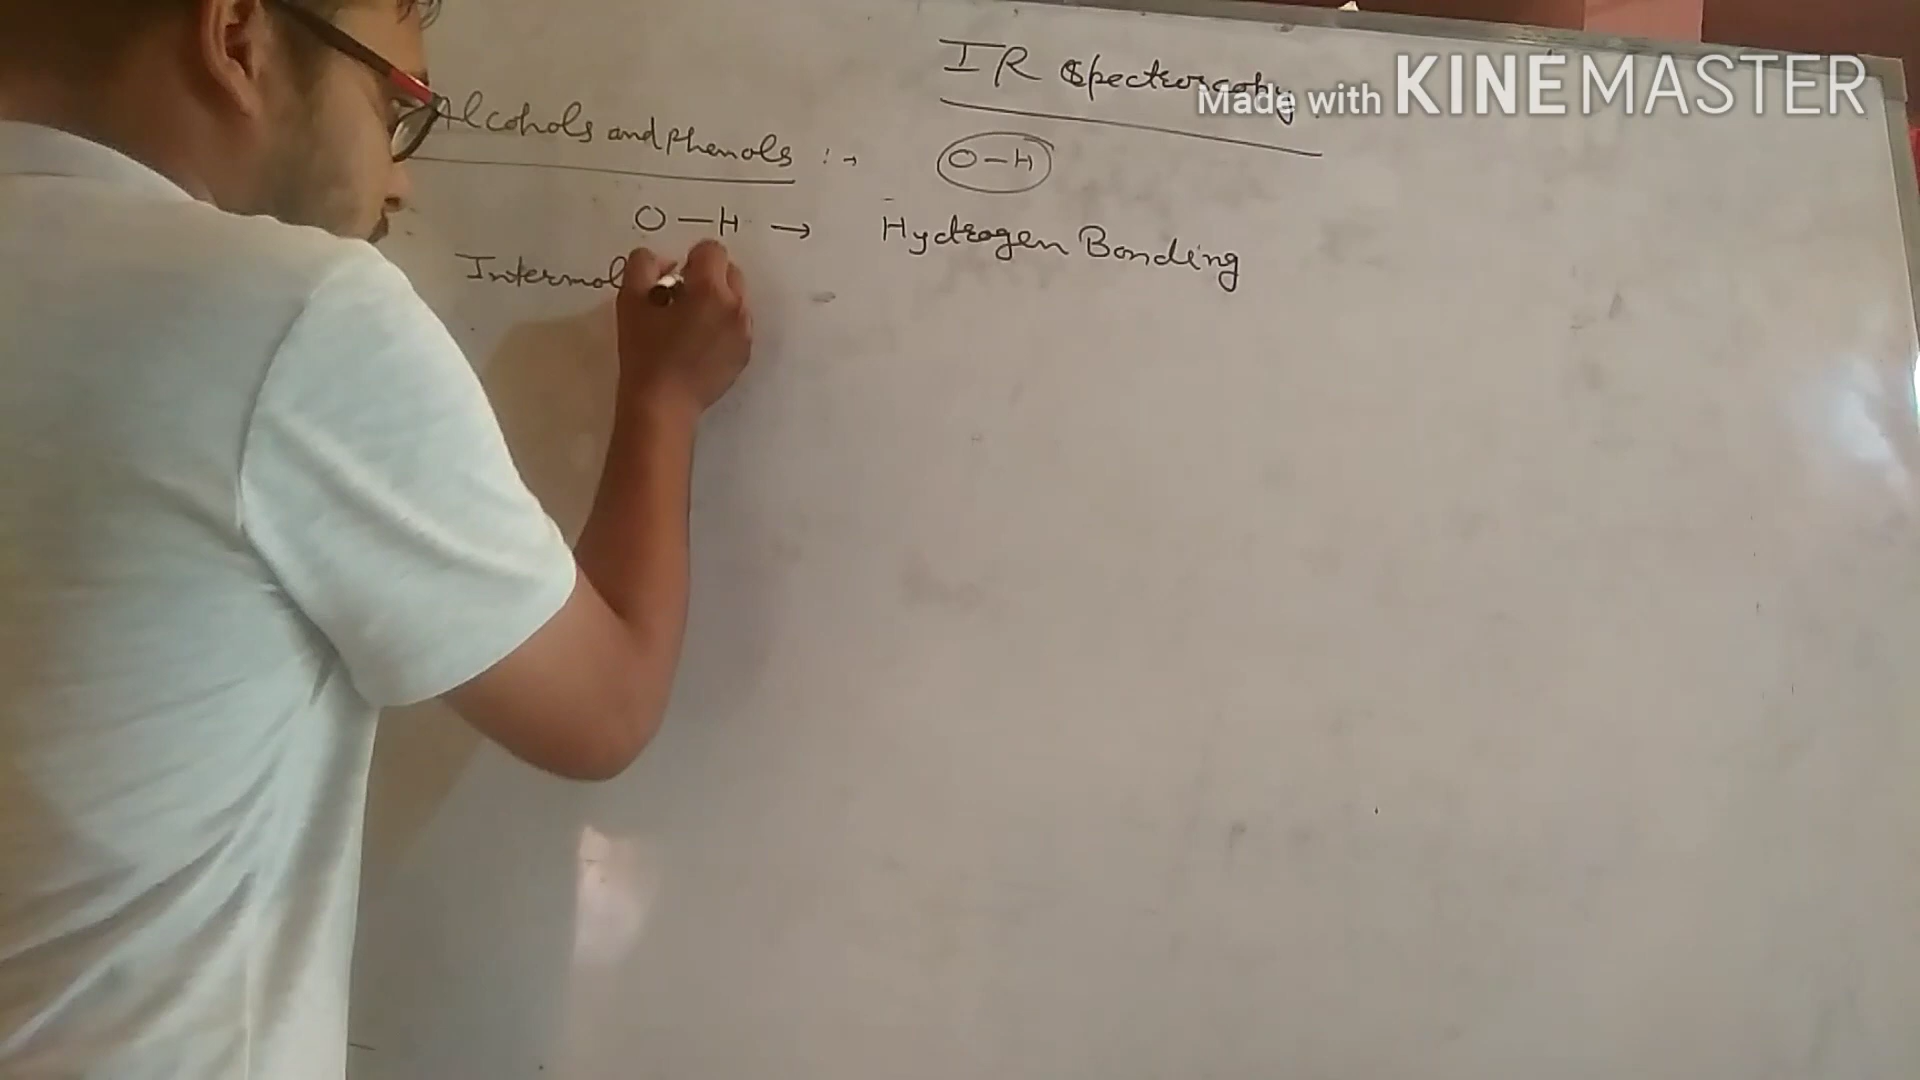 IR Spectroscopy
Made with KINEMASTER
Alcohols and Phenols :→ O-H
O-H → Hydrogen Bonding
Intermol